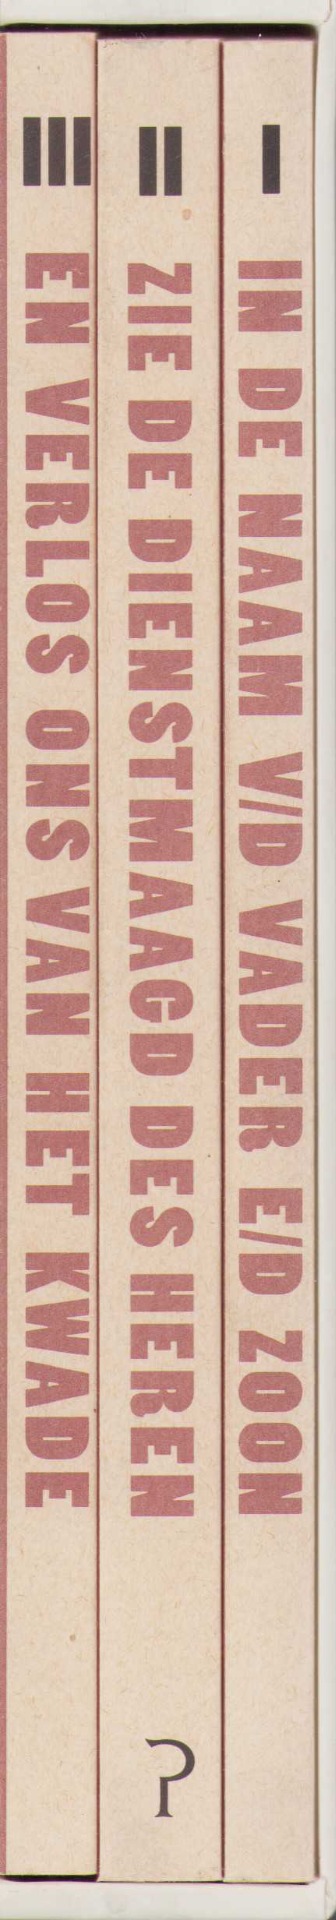 I
IN DE NAAM V/D VADER E/D ZOON
II
ZIE DE DIENSTMAAGD DES HEREN
III
EN VERLOS ONS VAN HET KWADE